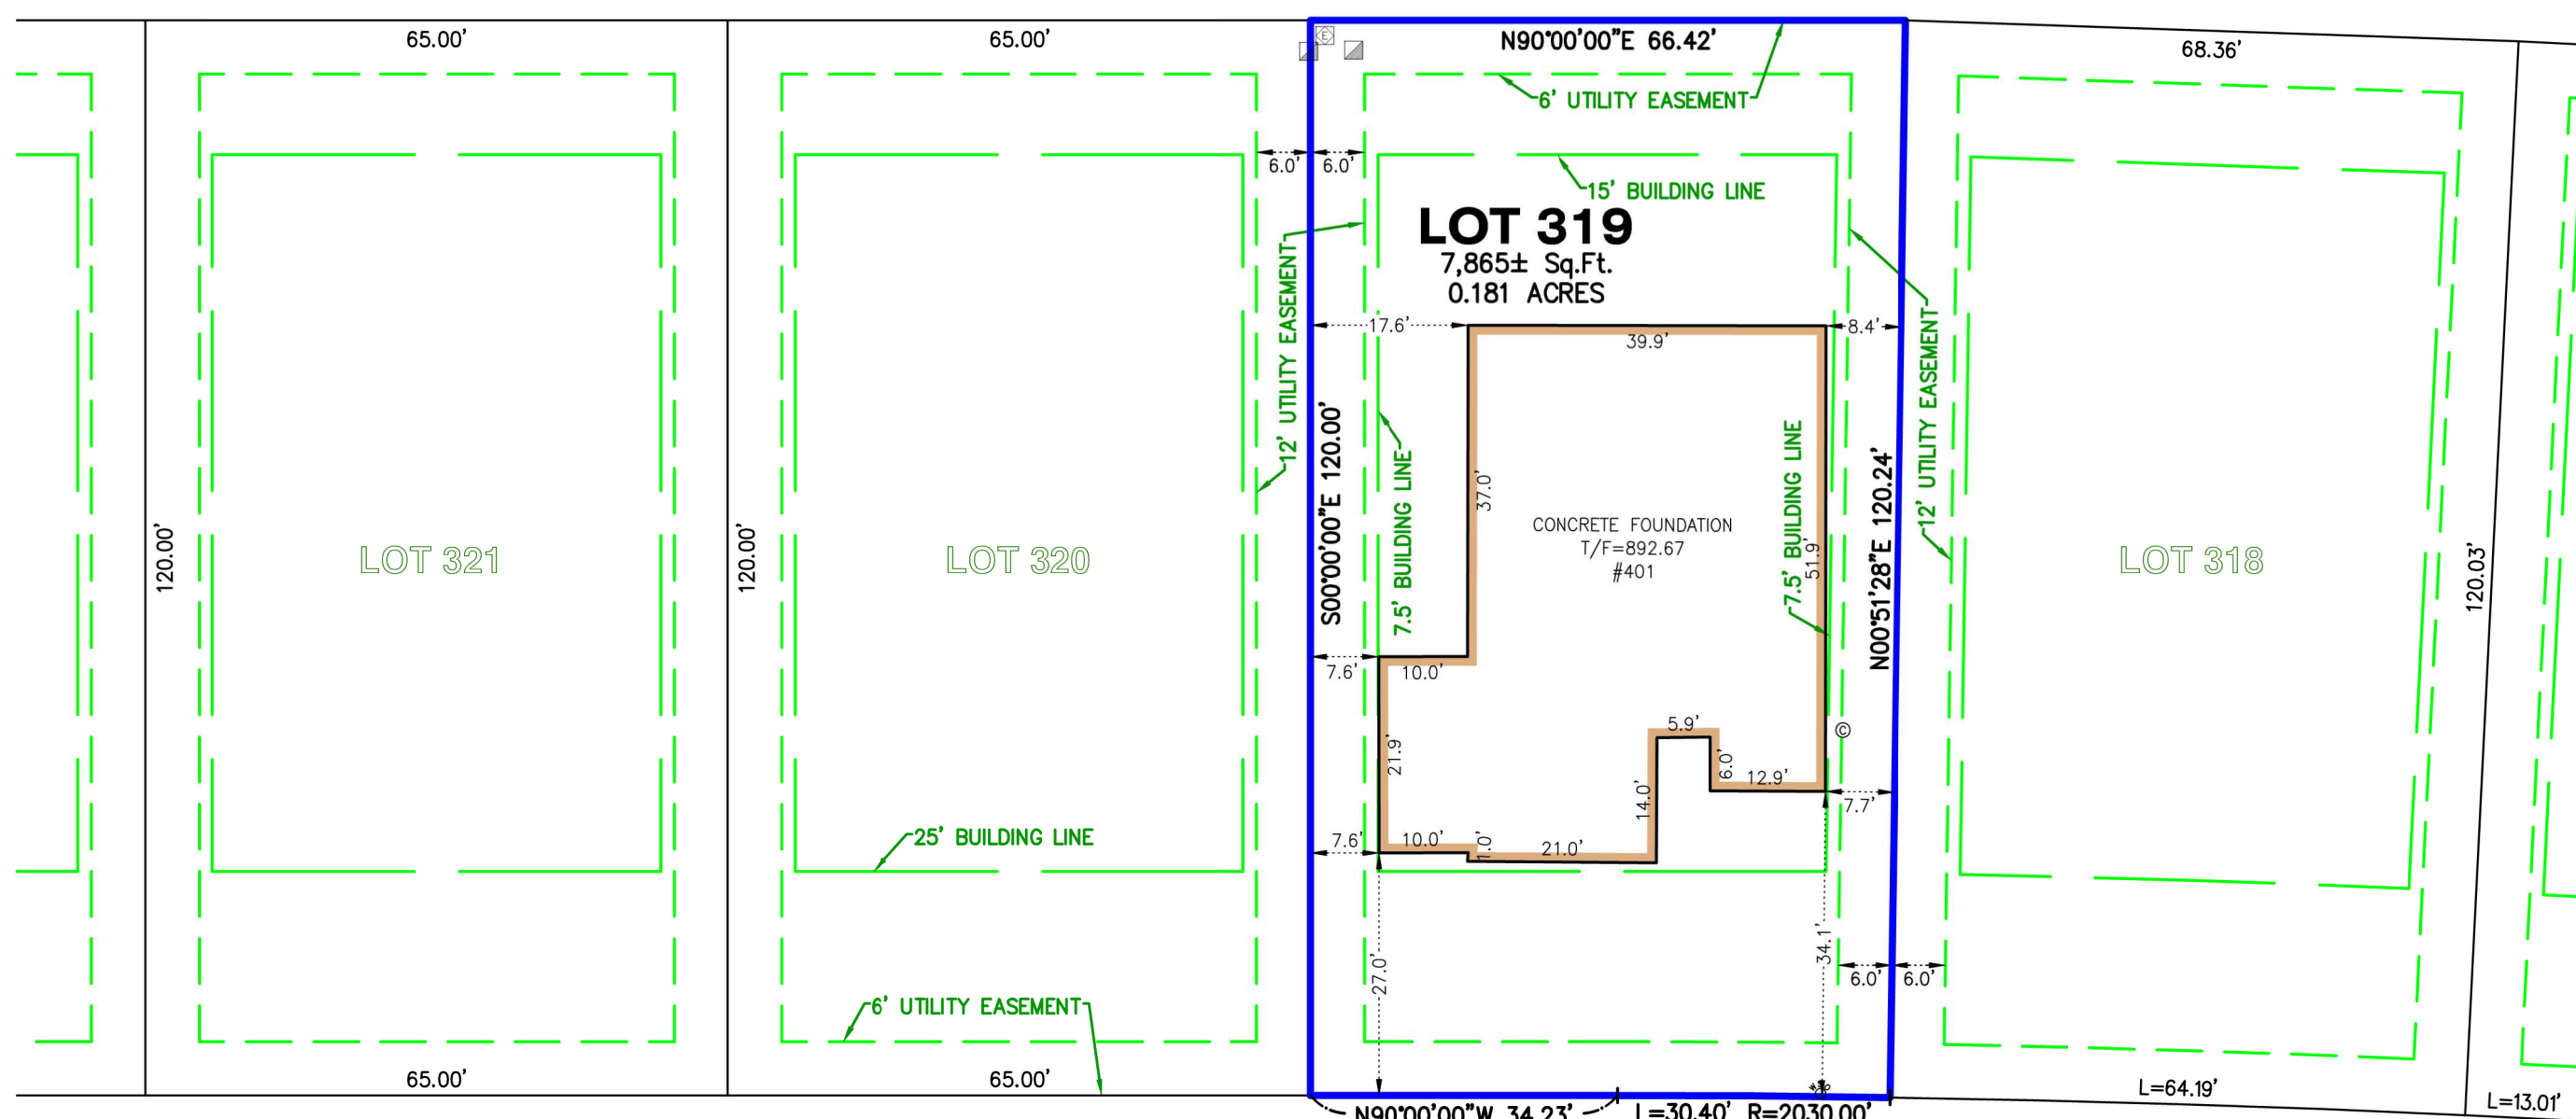 65.00'
65.00'
N90°00'00"E 66.42'
68.36'
E
6' UTILITY EASEMENT
6.0'
6.0'
15' BUILDING LINE
LOT 319
7,865± Sq.Ft.
0.181 ACRES
17.6'
39.9'
8.4'
12' UTILITY EASEMENT
12' UTILITY EASEMENT
S00°00'00"E 120.00'
7.5' BUILDING LINE
37.0'
CONCRETE FOUNDATION
T/F=892.67
#401
7.5' BUILDING LINE
51.9'
N00°51'28"E 120.24'
120.00'
LOT 321
120.00'
LOT 320
LOT 318
120.03'
7.6'
10.0'
5.9'
©
21.9'
6.0'
12.9'
14.0'
7.7'
25' BUILDING LINE
7.6'
10.0'
1.0'
21.0'
27.0'
34.1'
6.0'
6.0'
6' UTILITY EASEMENT
65.00'
65.00'
L=64.19'
L=13.01'
N90°00'00"W 34.23'
L=30.40' R=2030.00'